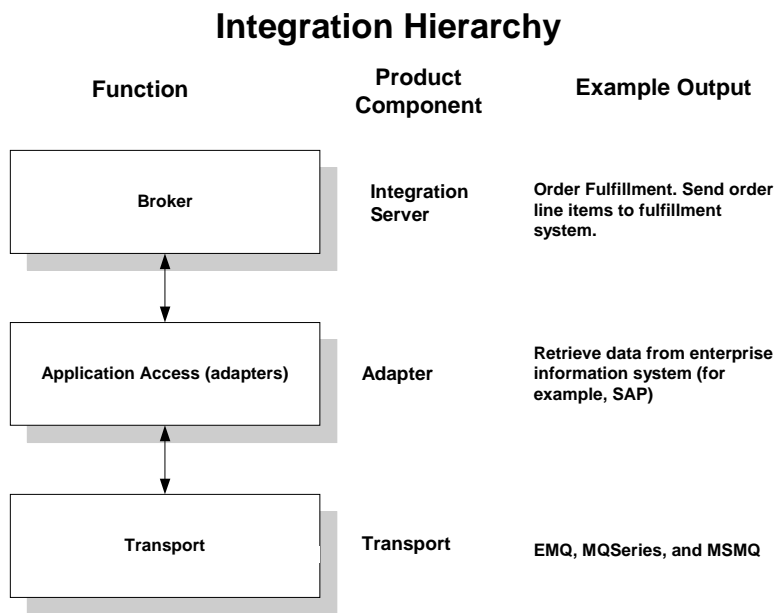 Integration Hierarchy
Function
Product
Component
Example Output
Broker
Integration
Server
Order Fulfillment. Send order
line items to fulfillment
system.
Application Access (adapters)
Adapter
Retrieve data from enterprise
information system (for
example, SAP)
Transport
Transport
EMQ, MQSeries, and MSMQ